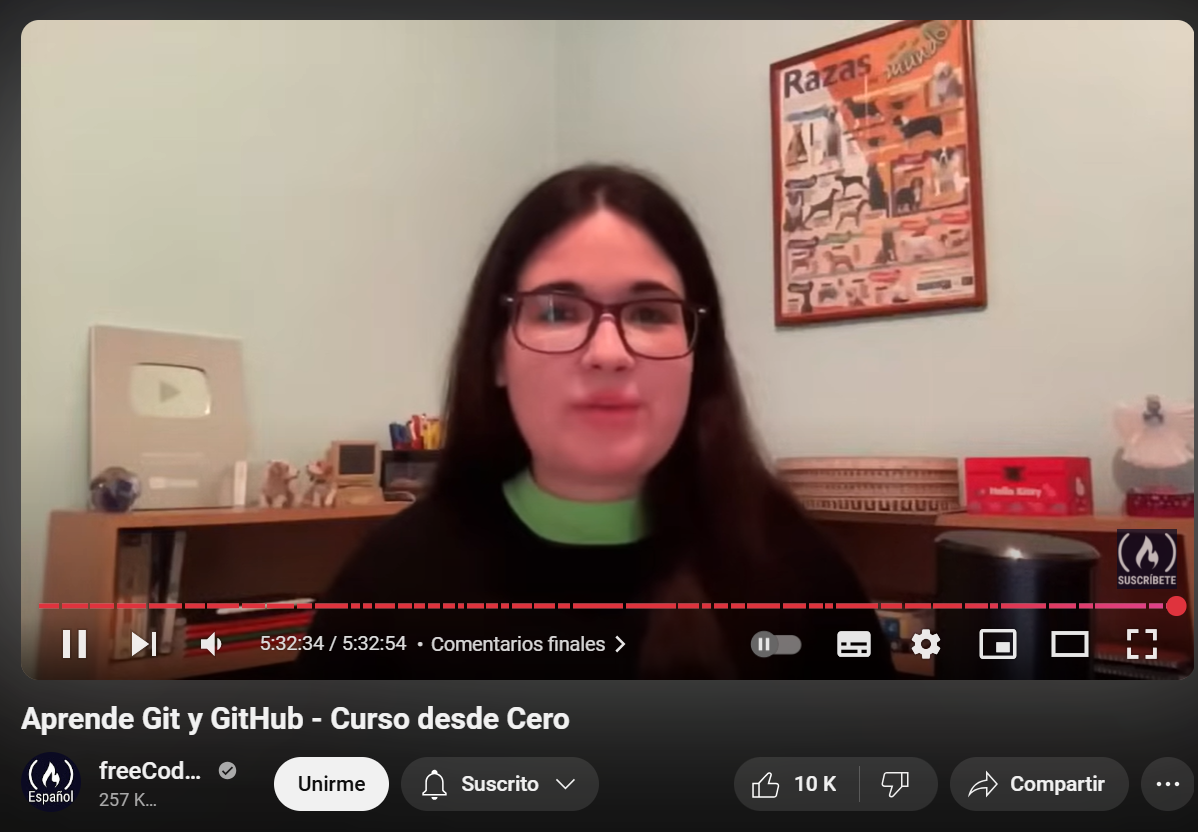 Razas
mundo
Hello Kitty
SUSCRÍBETE
5:32:34 / 5:32:54 • Comentarios finales
Aprende Git y GitHub - Curso desde Cero
freeCod...
Español
257 K...
Unirme
Suscrito
10 K
Compartir